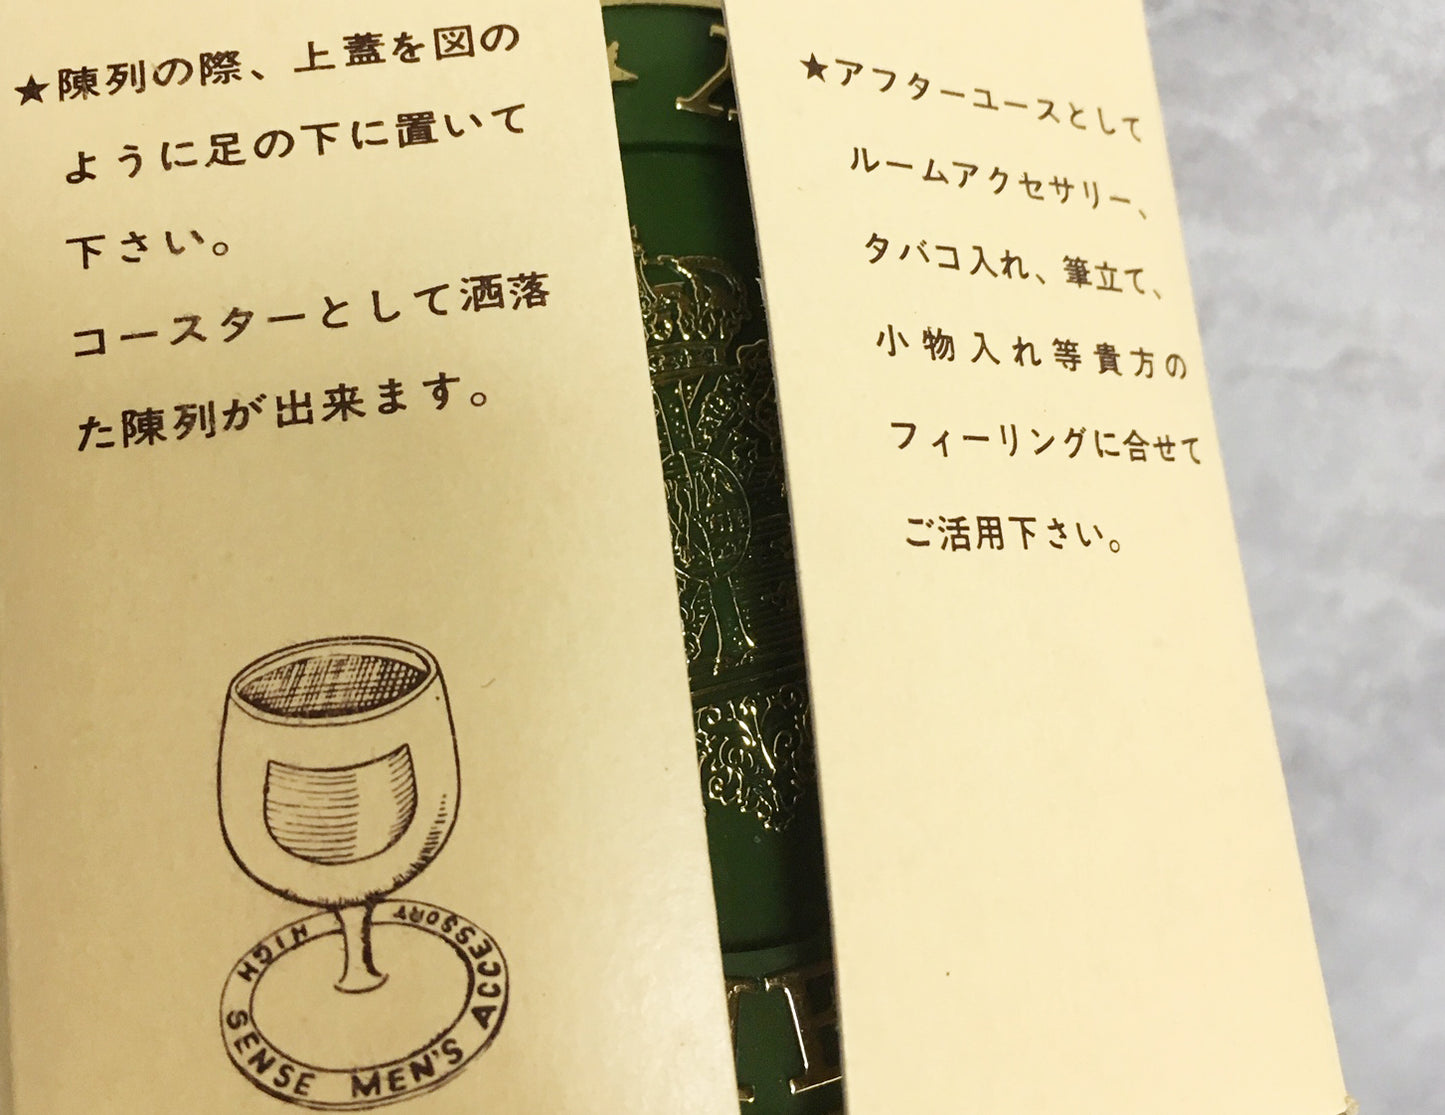 ★陳列の際、上蓋を図の
ように足の下に置いて
下さい。
コースターとして洒落
た陳列が出来ます。
HIGH SENSE MEN'S ACCESSORY
★アフターユースとして
ルームアクセサリー、
タバコ入れ、筆立て、
小物入れ等貴方の
フィーリングに合せて
ご活用下さい。